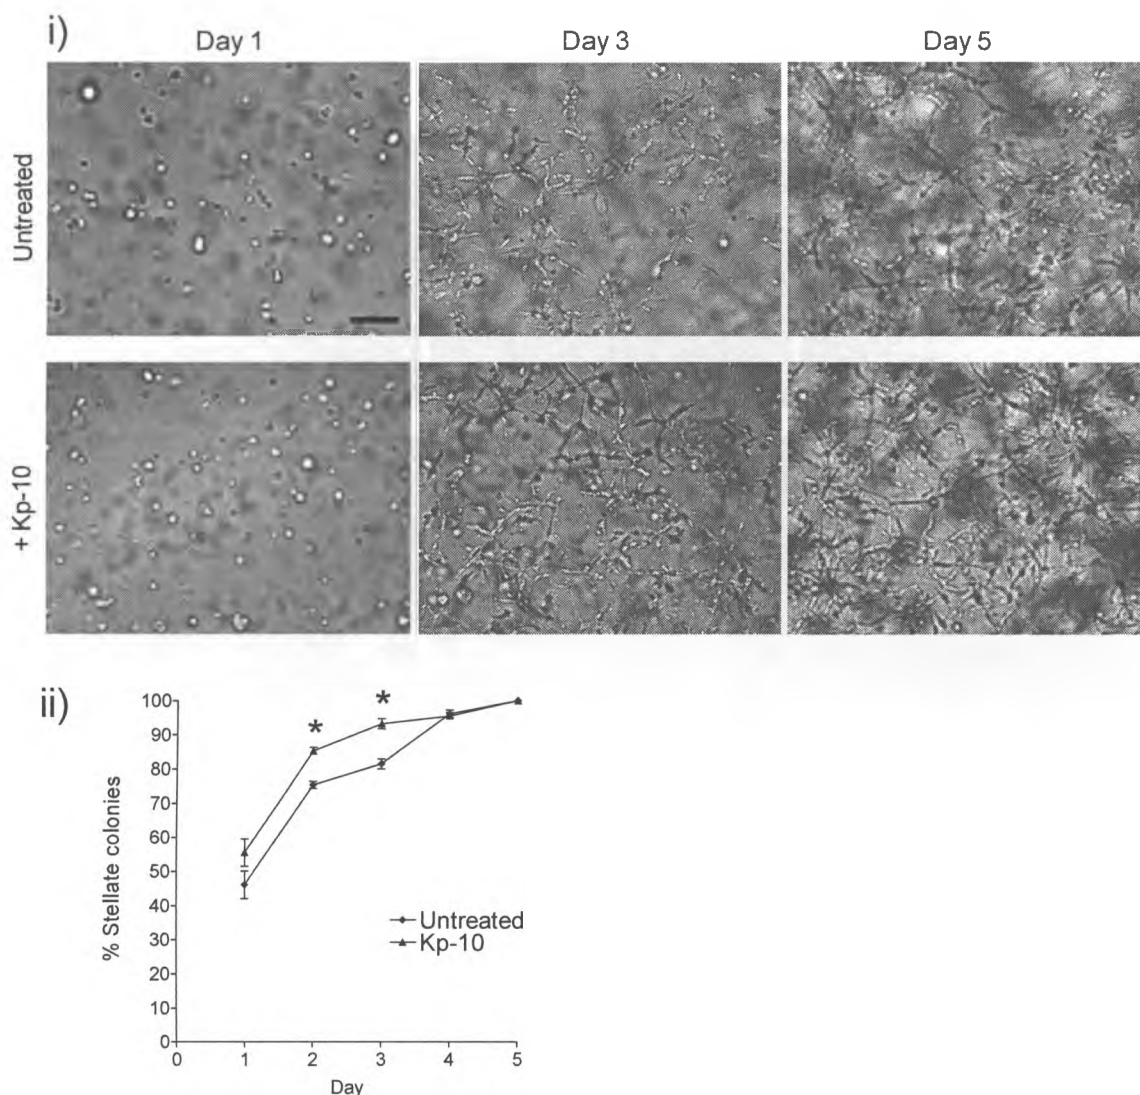 i)
Day 1 Day 3 Day 5
Untreated
+ Kp-10
ii)
100
90
80
70
60
50
40
30
20
10
0
% Stellate colonies
* *
Untreated
Kp-10
0 1 2 3 4 5
Day